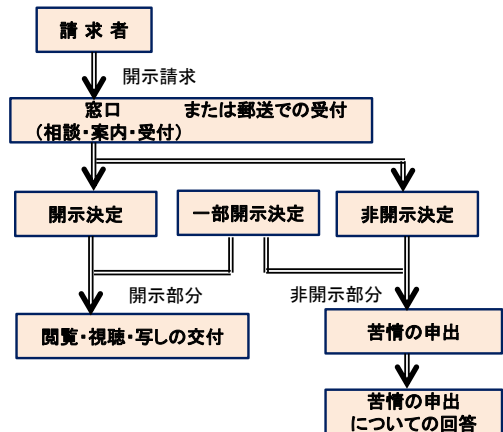 請 求 者
開示請求
窓口　　　または郵送での受付
（相談・案内・受付）
開示決定
一部開示決定
非開示決定
開示部分
非開示部分
閲覧・視聴・写しの交付
苦情の申出
苦情の申出
についての回答